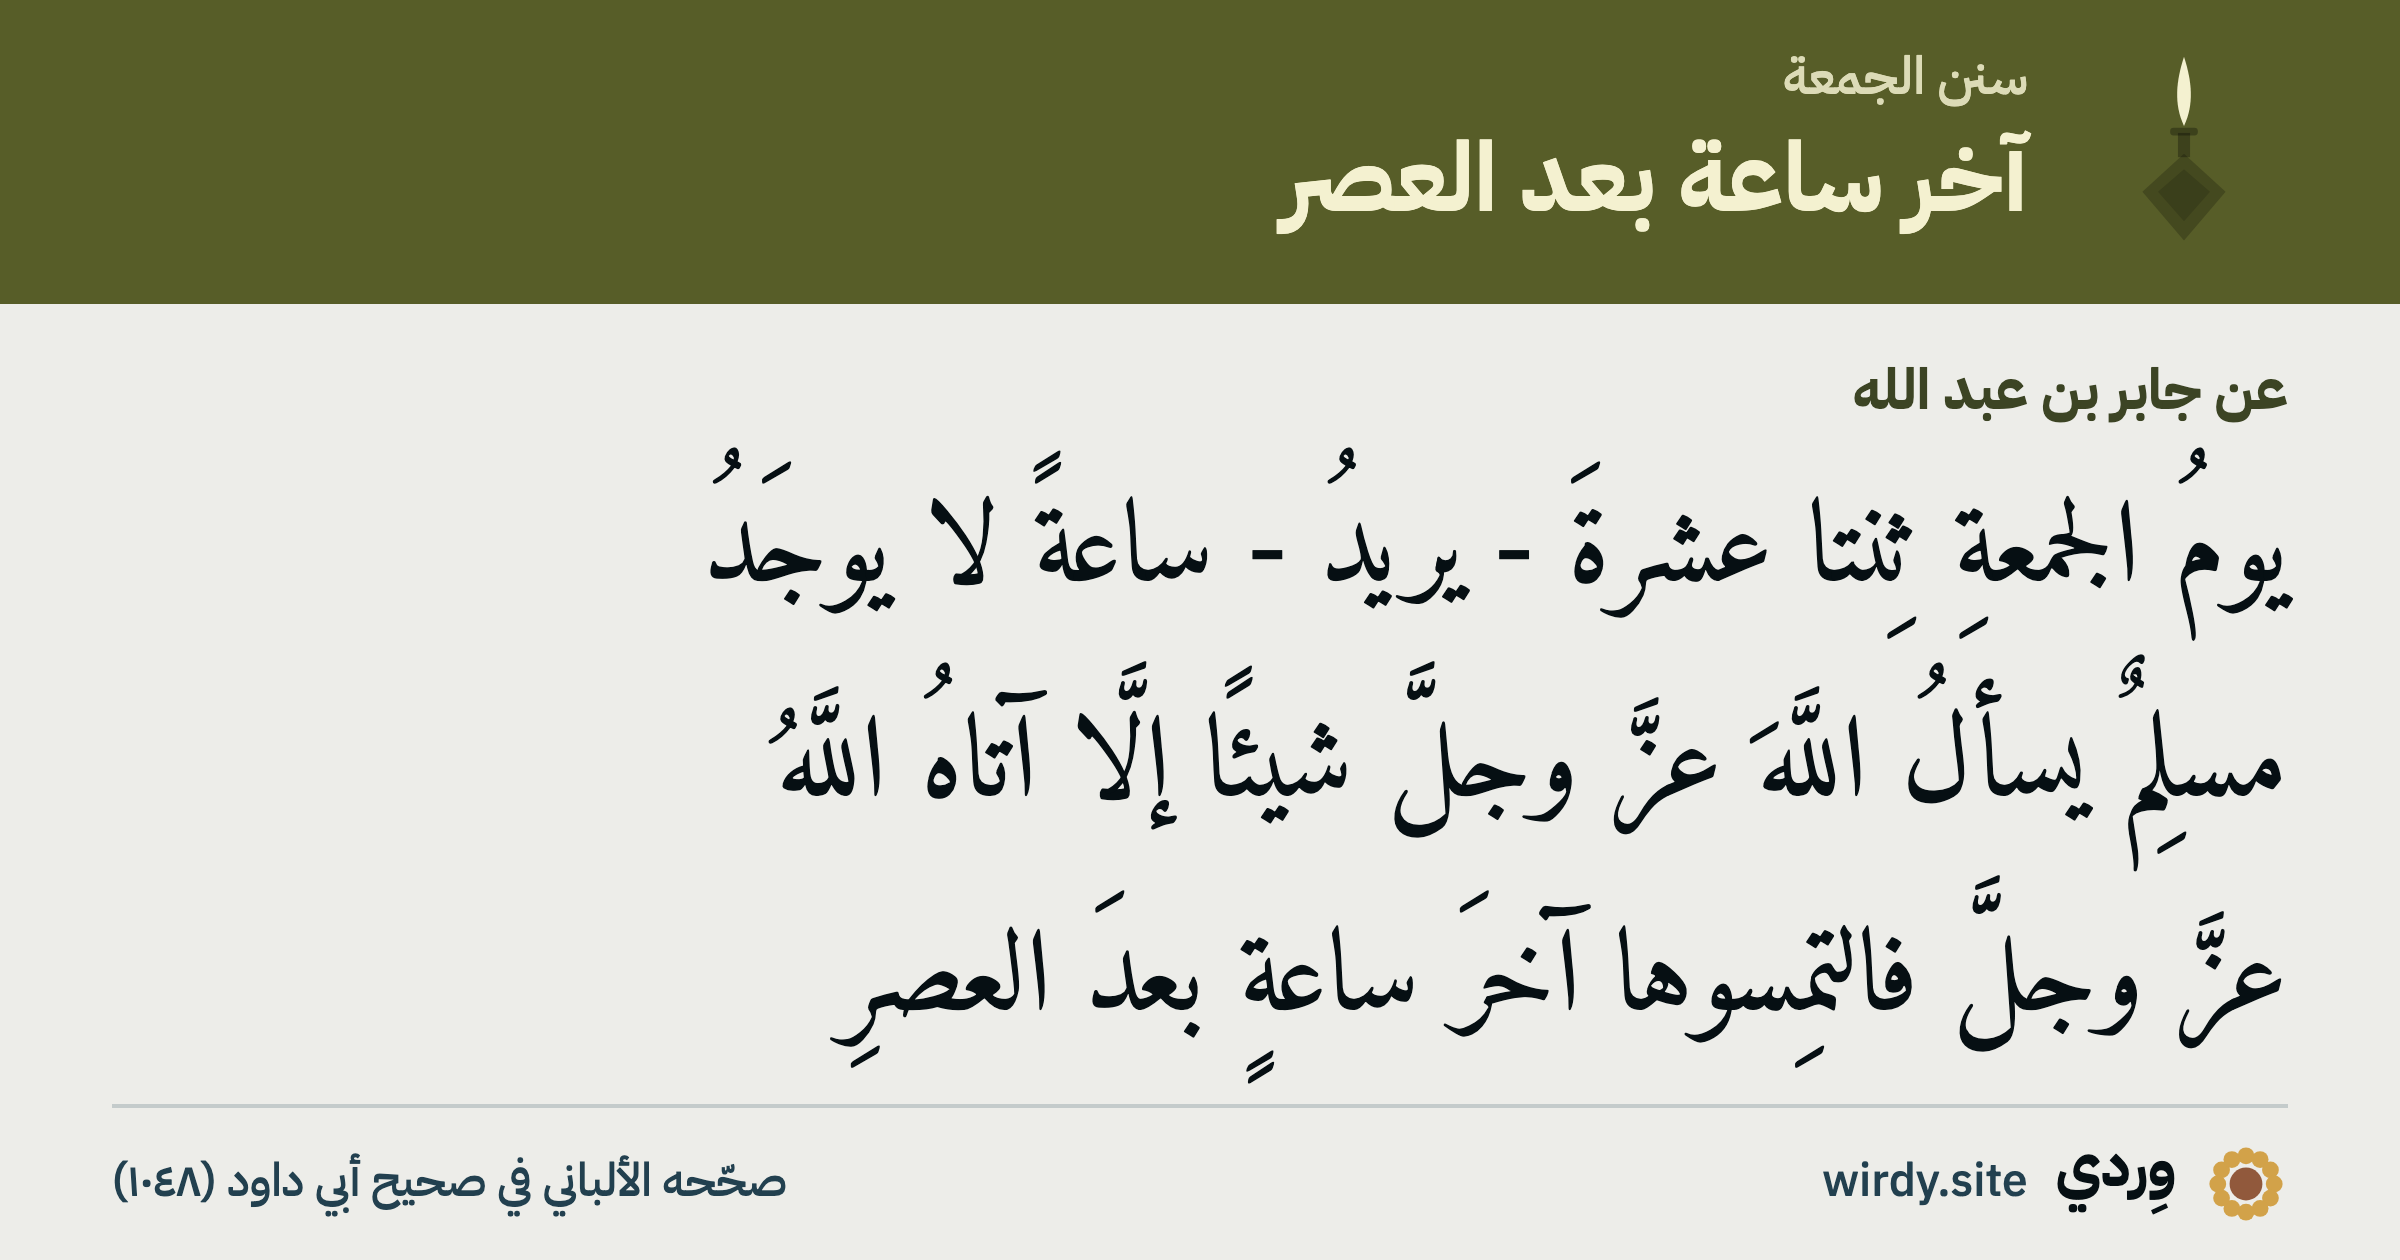 سنن الجمعة
آخر ساعة بعد العصر
عن جابر بن عبد الله
يومُ الجمعةِ ثِنتا عشرةَ - يريدُ - ساعةً لا يوجَدُ
مسلِمٌ يسألُ اللَّهَ عزَّ وجلَّ شيئًا إلَّا آتاهُ اللَّهُ
عزَّ وجلَّ فالتمِسوها آخرَ ساعةٍ بعدَ العصرِ
وِردي wirdy.site
صحّحه الألباني في صحيح أبي داود (١٠٤٨)